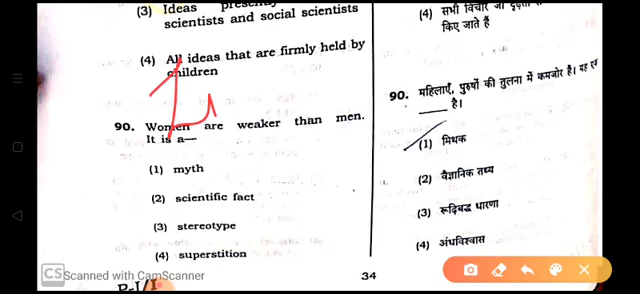 (3) Ideas
scientists and social scientists
(4) All ideas that are firmly held by
children
90. Women are weaker than men.
It is a—
(1) myth
(2) scientific fact
(3) stereotype
(4) superstition
(4) सभी विचार जो
किए जाते हैं
90. महिलाएँ, पुरुषों की तुलना में कमजोर हैं। यह एक
____ है।
(1) मिथक
(2) वैज्ञानिक तथ्य
(3) रूढ़िबद्ध धारणा
(4) अंधविश्वास
34
CS Scanned with CamScanner
P-I/I